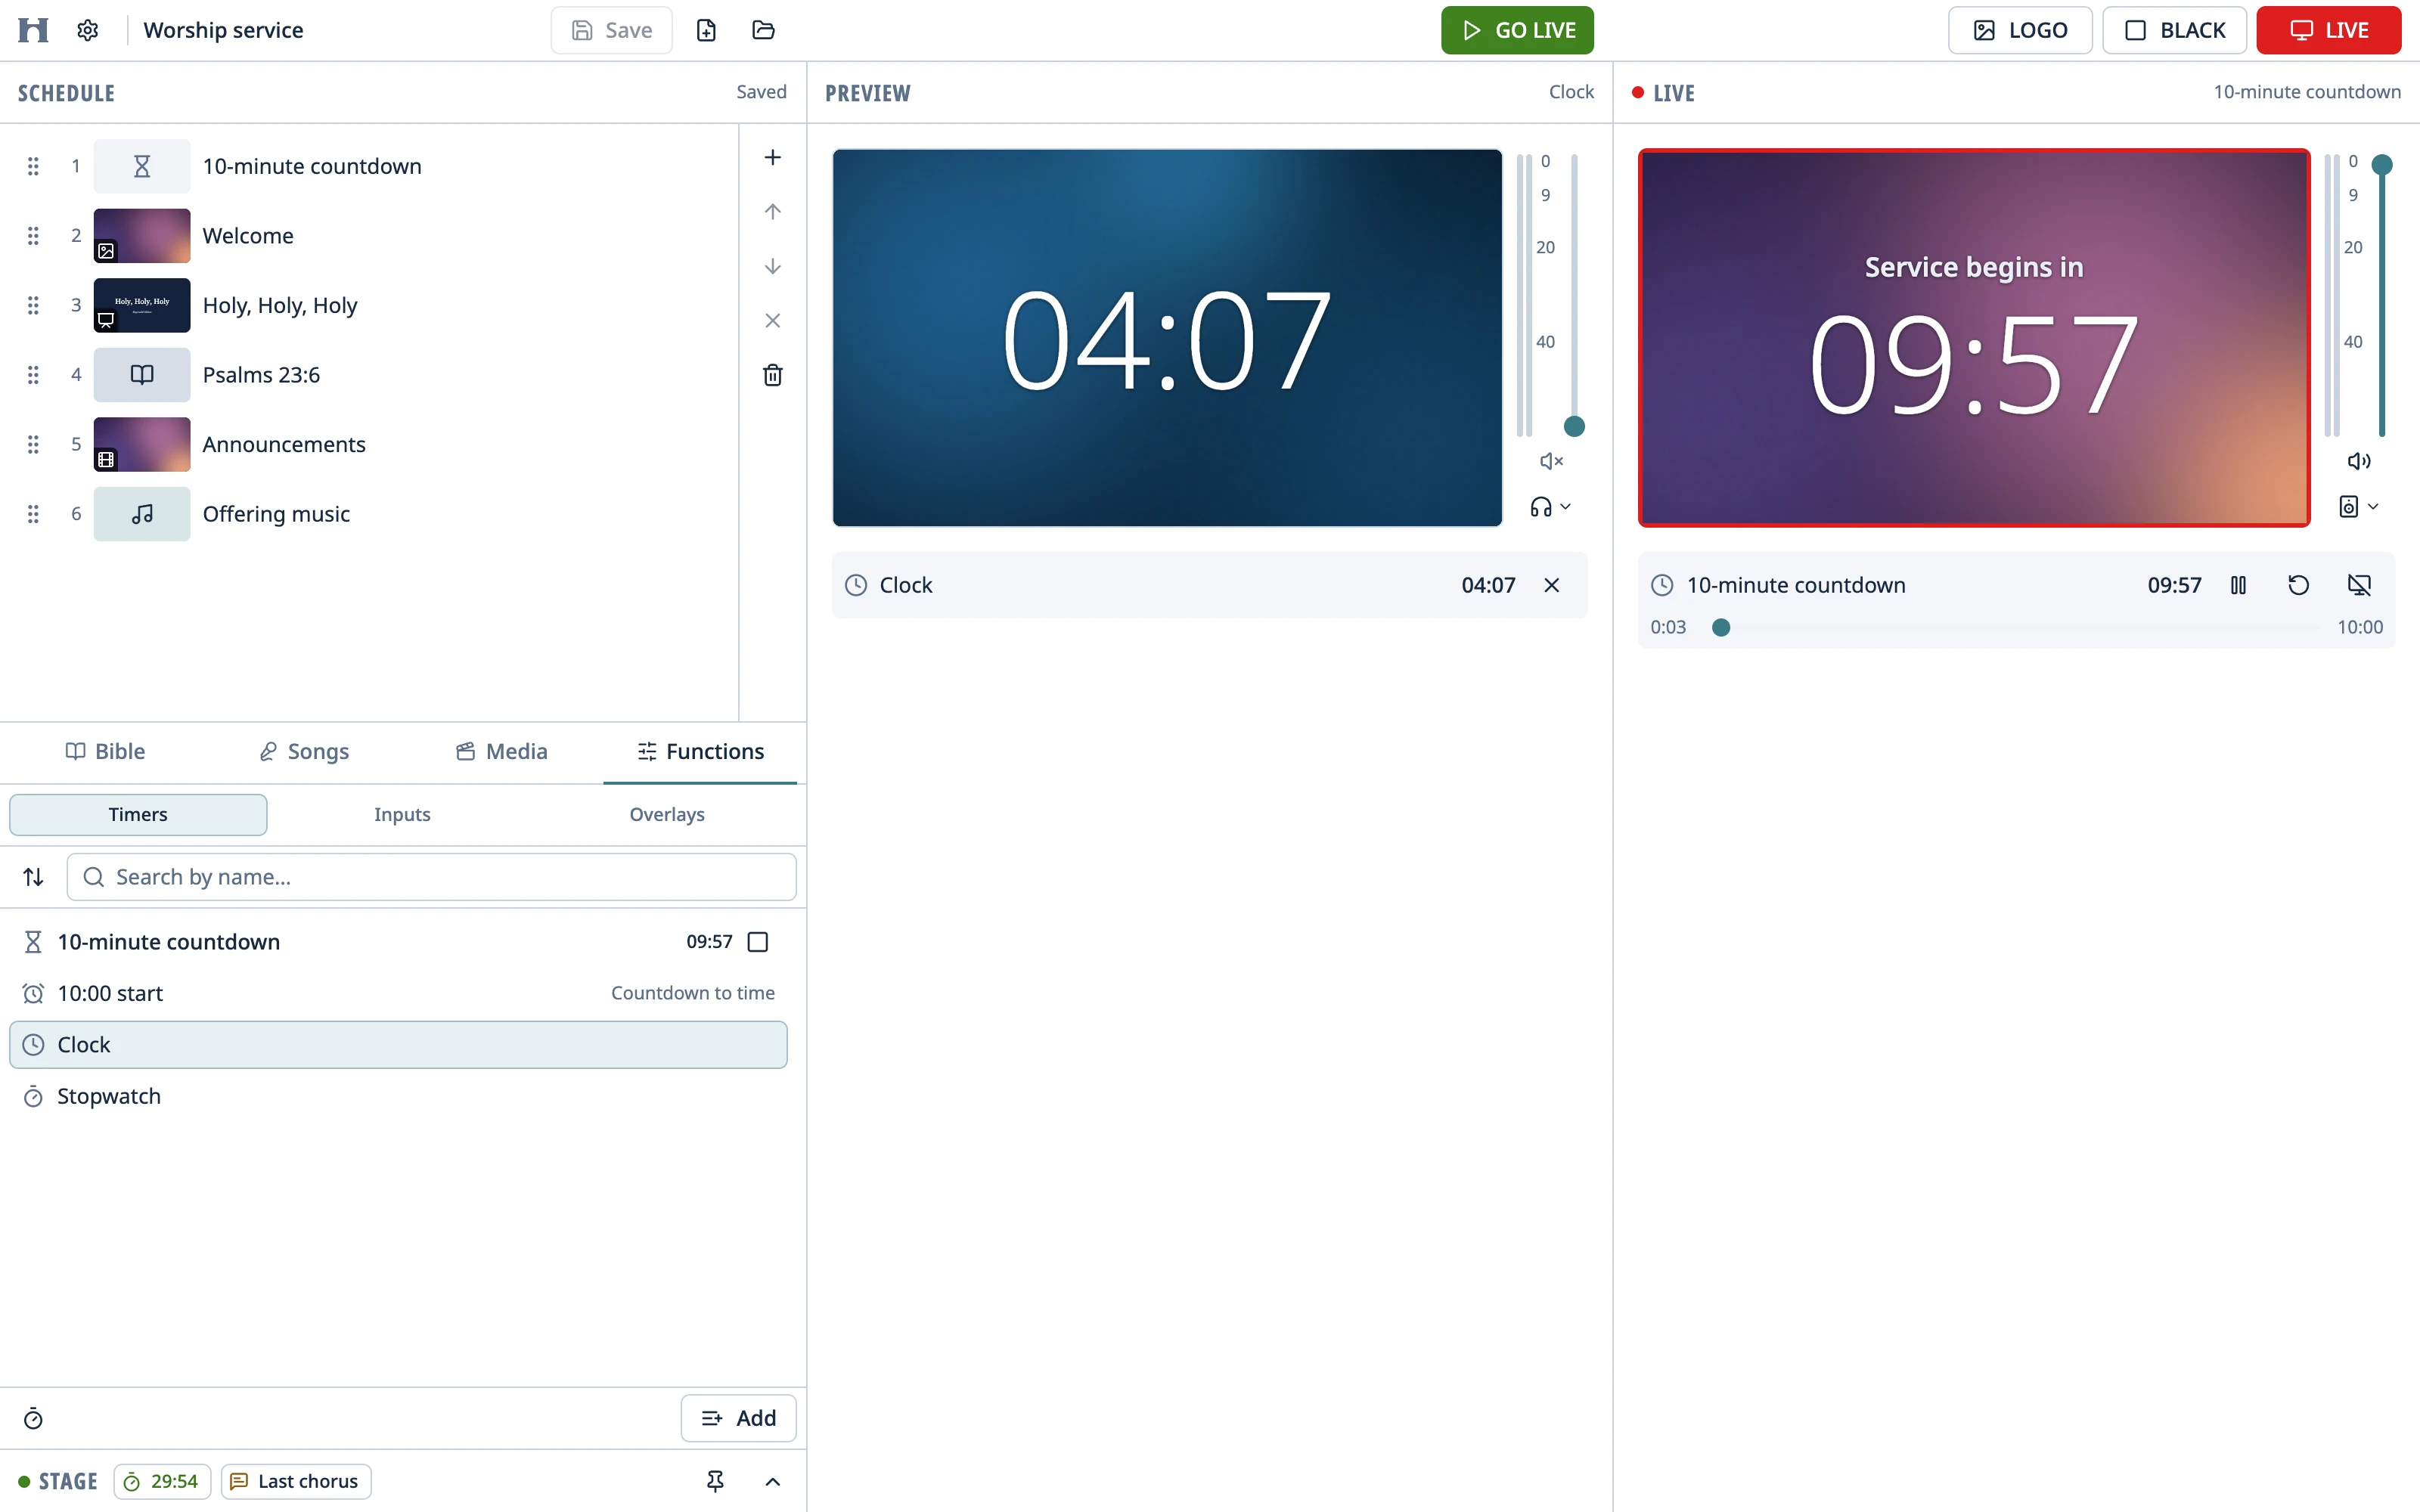 Worship service
Save
GO LIVE
LOGO
BLACK
LIVE
SCHEDULE
Saved
1 10-minute countdown
2 Welcome
3 Holy, Holy, Holy Holy, Holy, Holy
4 Psalms 23:6
5 Announcements
6 Offering music
PREVIEW
Clock
04:07
0
9
20
40
Clock 04:07
LIVE
10-minute countdown
Service begins in
09:57
0
9
20
40
10-minute countdown 09:57
0:03 10:00
Bible
Songs
Media
Functions
Timers
Inputs
Overlays
Search by name...
10-minute countdown 09:57
10:00 start Countdown to time
Clock
Stopwatch
Add
STAGE
29:54
Last chorus